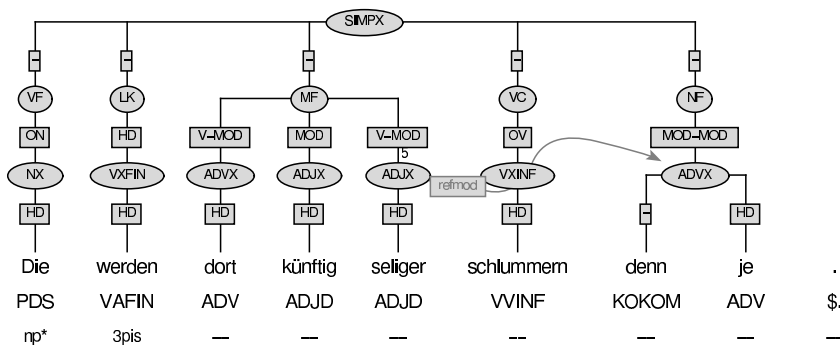 SIMPX
– – – – –
VF LK MF VC NF
ON HD V–MOD MOD V–MOD OV MOD–MOD
5
NX VXFIN ADVX ADJX ADJX refmod VXINF ADVX
HD HD HD HD HD HD – HD
Die werden dort künftig seliger schlummern denn je .
PDS VAFIN ADV ADJD ADJD VVINF KOKOM ADV $.
np* 3pis –– –– –– –– –– –– ––